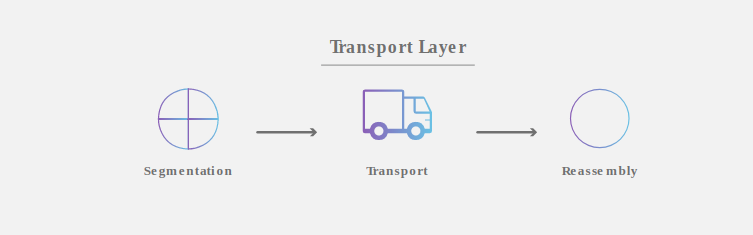 Transport Layer
Segmentation
Transport
Reassembly